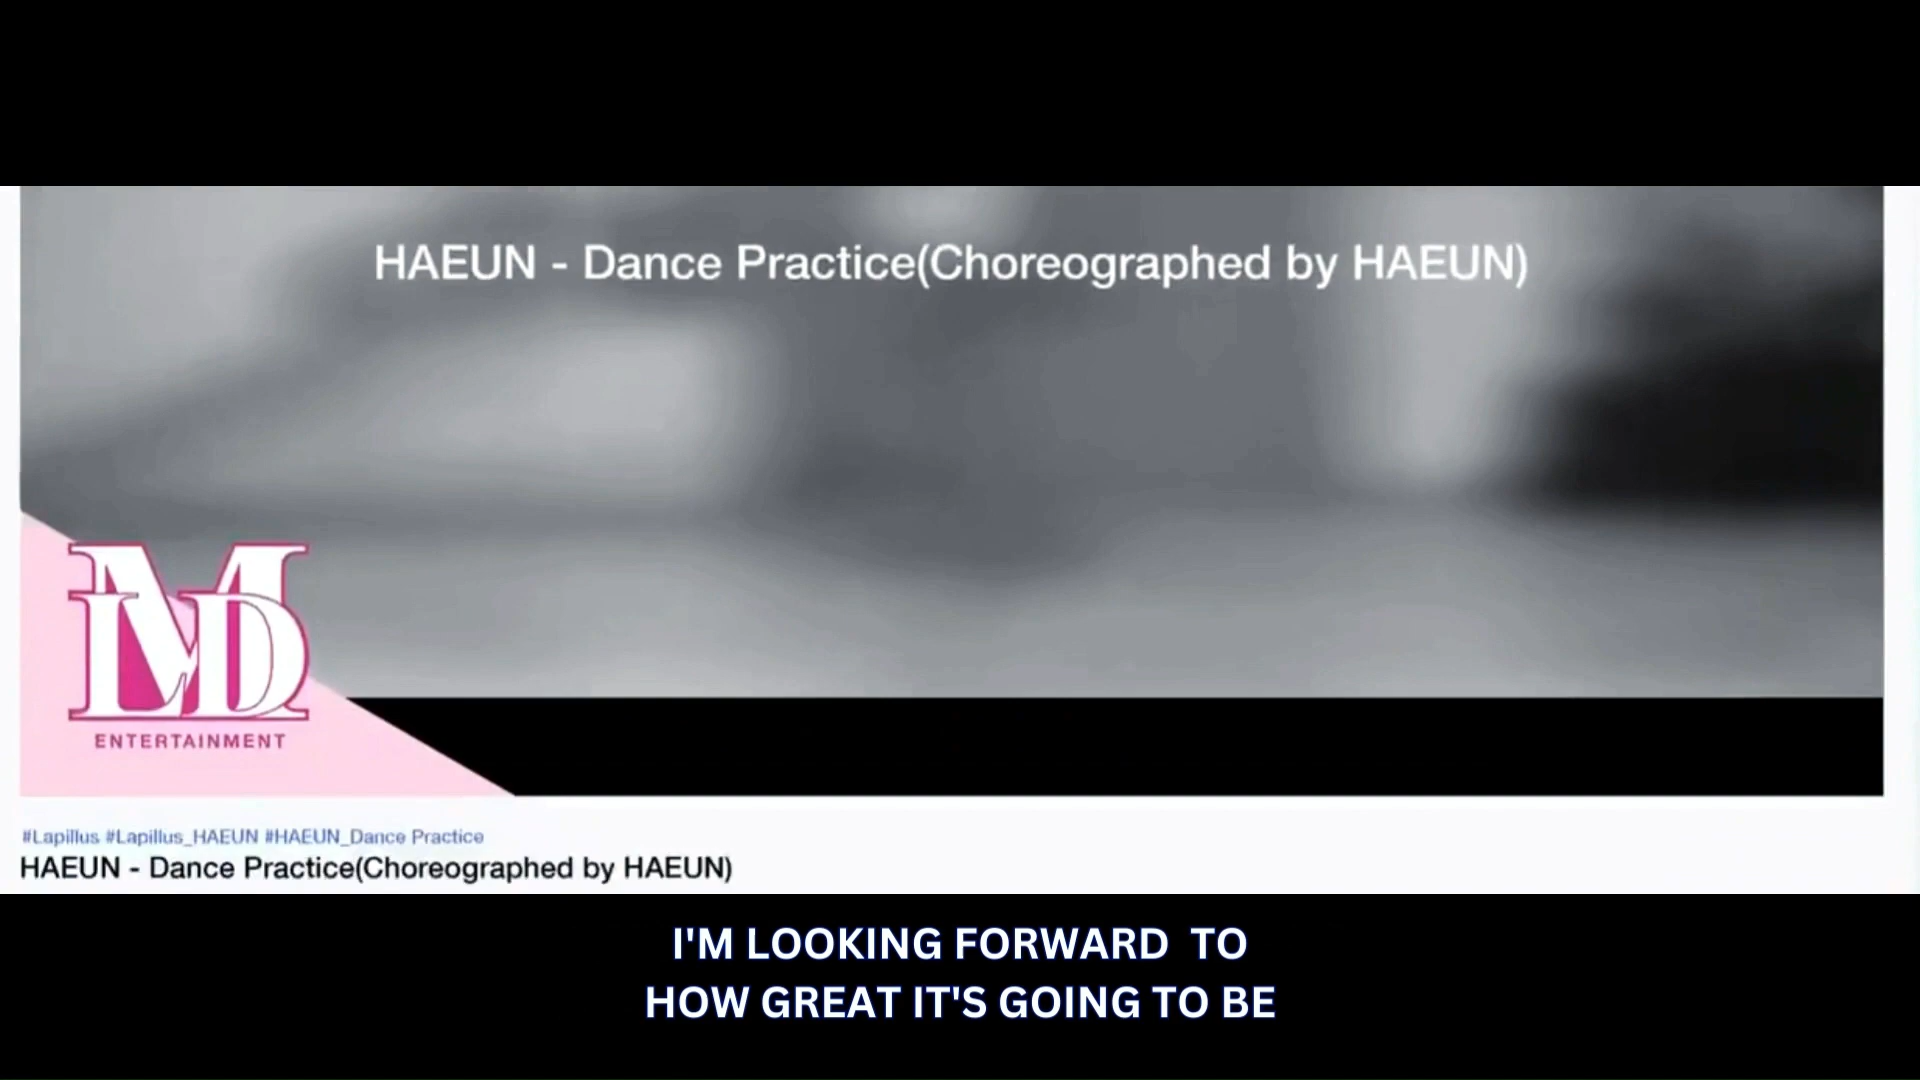 HAEUN - Dance Practice(Choreographed by HAEUN)
MLD
ENTERTAINMENT
#Lapillus #Lapillus_HAEUN #HAEUN_Dance Practice
HAEUN - Dance Practice(Choreographed by HAEUN)
I'M LOOKING FORWARD TO
HOW GREAT IT'S GOING TO BE